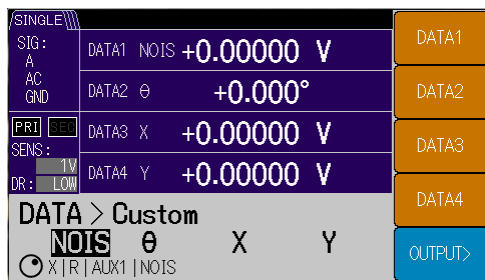 SINGLE
SIG:
A
AC
GND
PRI SEC
SENS:
1V
DR: LOW
DATA1 NOIS +0.00000 V
DATA2 θ +0.000°
DATA3 X +0.00000 V
DATA4 Y +0.00000 V
DATA > Custom
NOIS θ X Y
X|R|AUX1|NOIS
DATA1
DATA2
DATA3
DATA4
OUTPUT>